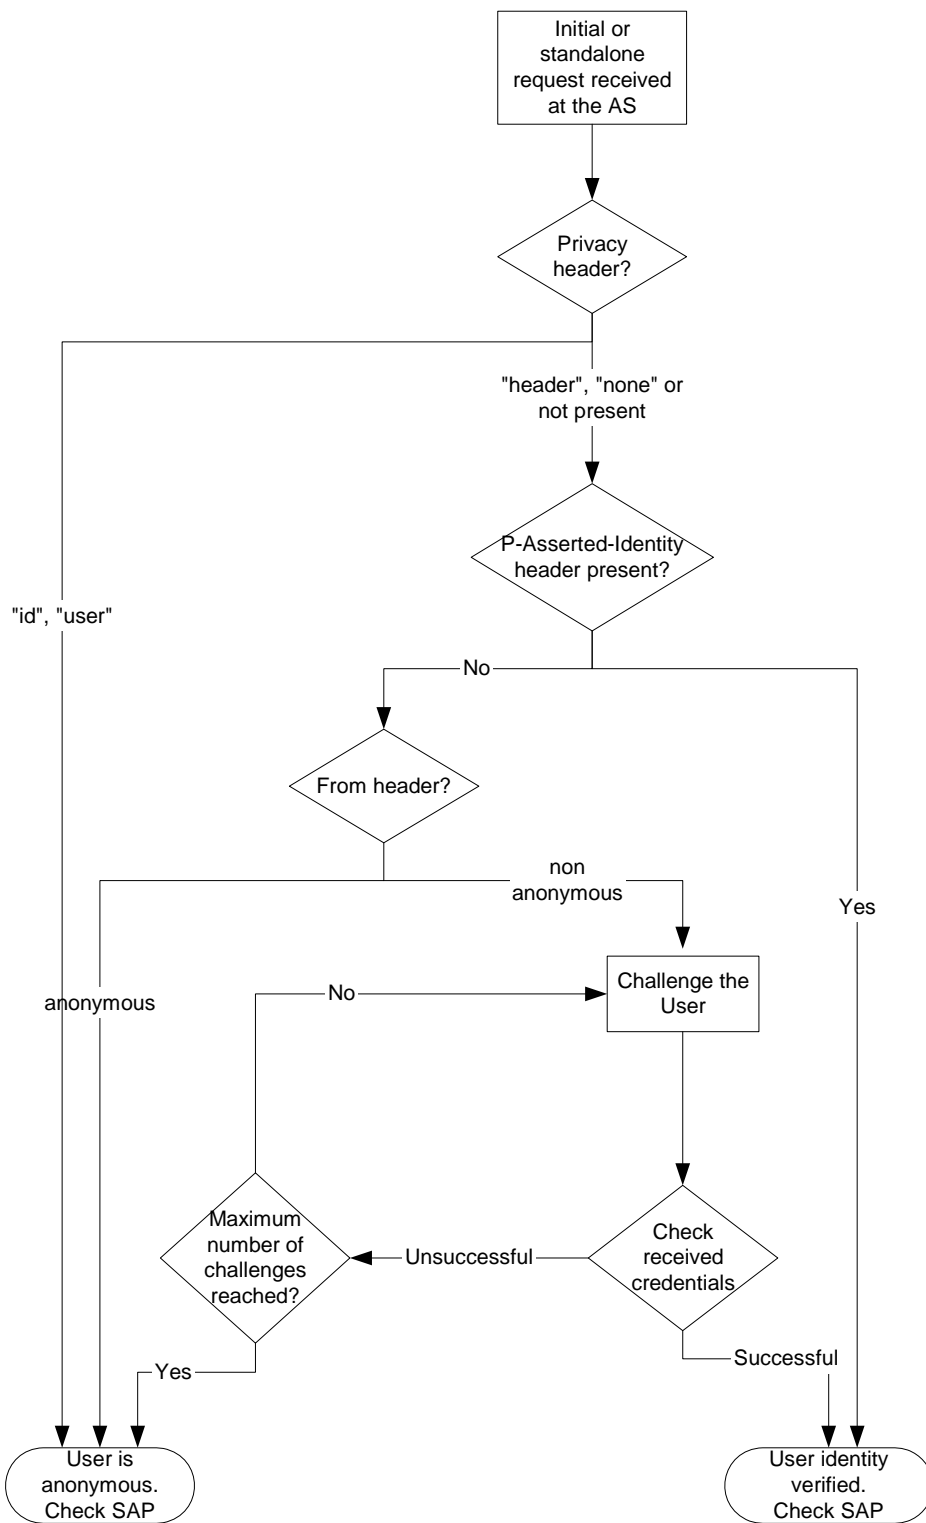 Initial or
standalone
request received
at the AS
Privacy
header?
"header", "none" or
not present
P-Asserted-Identity
header present?
"id", "user"
No
From header?
non
anonymous
Yes
anonymous
No
Challenge the
User
Maximum
number of
challenges
reached?
Unsuccessful
Check
received
credentials
Yes
Successful
User is
anonymous.
Check SAP
User identity
verified.
Check SAP